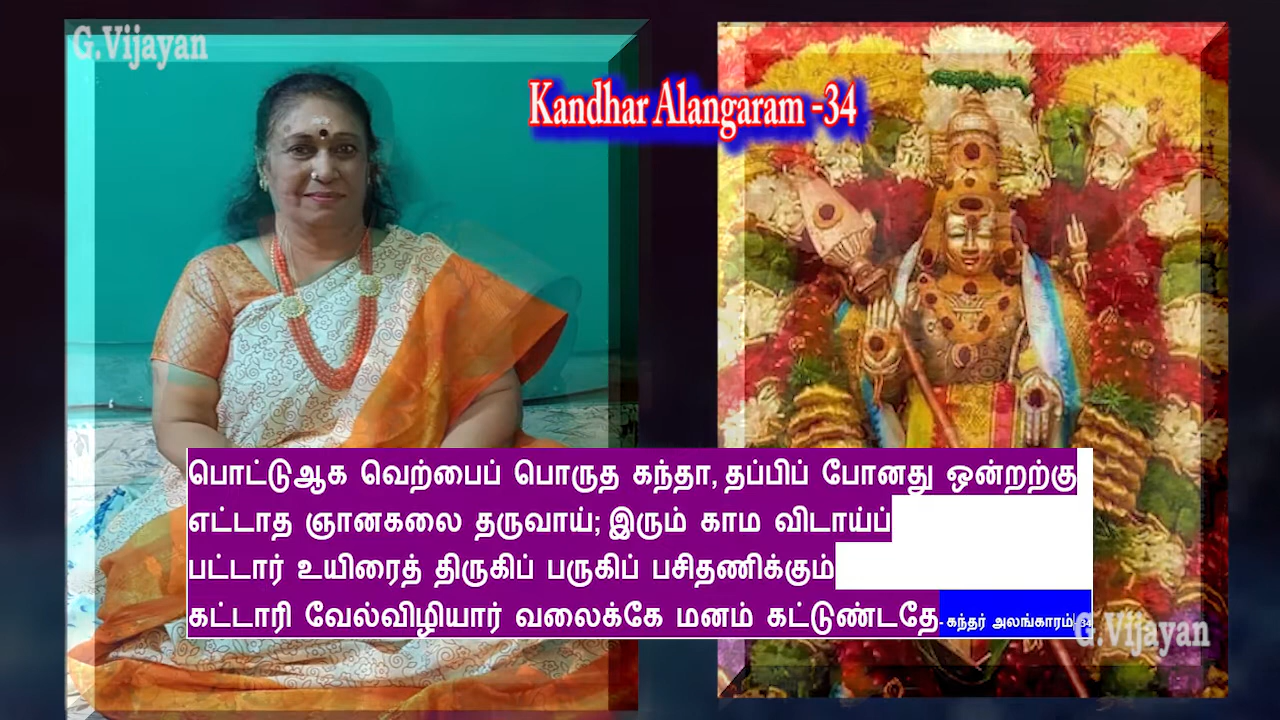 G.Vijayan
Kandhar Alangaram -34
பொட்டுஆக வெற்பைப் பொருத கந்தா, தப்பிப் போனது ஒன்றற்கு
எட்டாத ஞானகலை தருவாய்; இரும் காம விடாய்ப்
பட்டார் உயிரைத் திருகிப் பருகிப் பசிதணிக்கும்
கட்டாரி வேல்விழியார் வலைக்கே மனம் கட்டுண்டதே- கந்தர் அலங்காரம்- 34
G.Vijayan